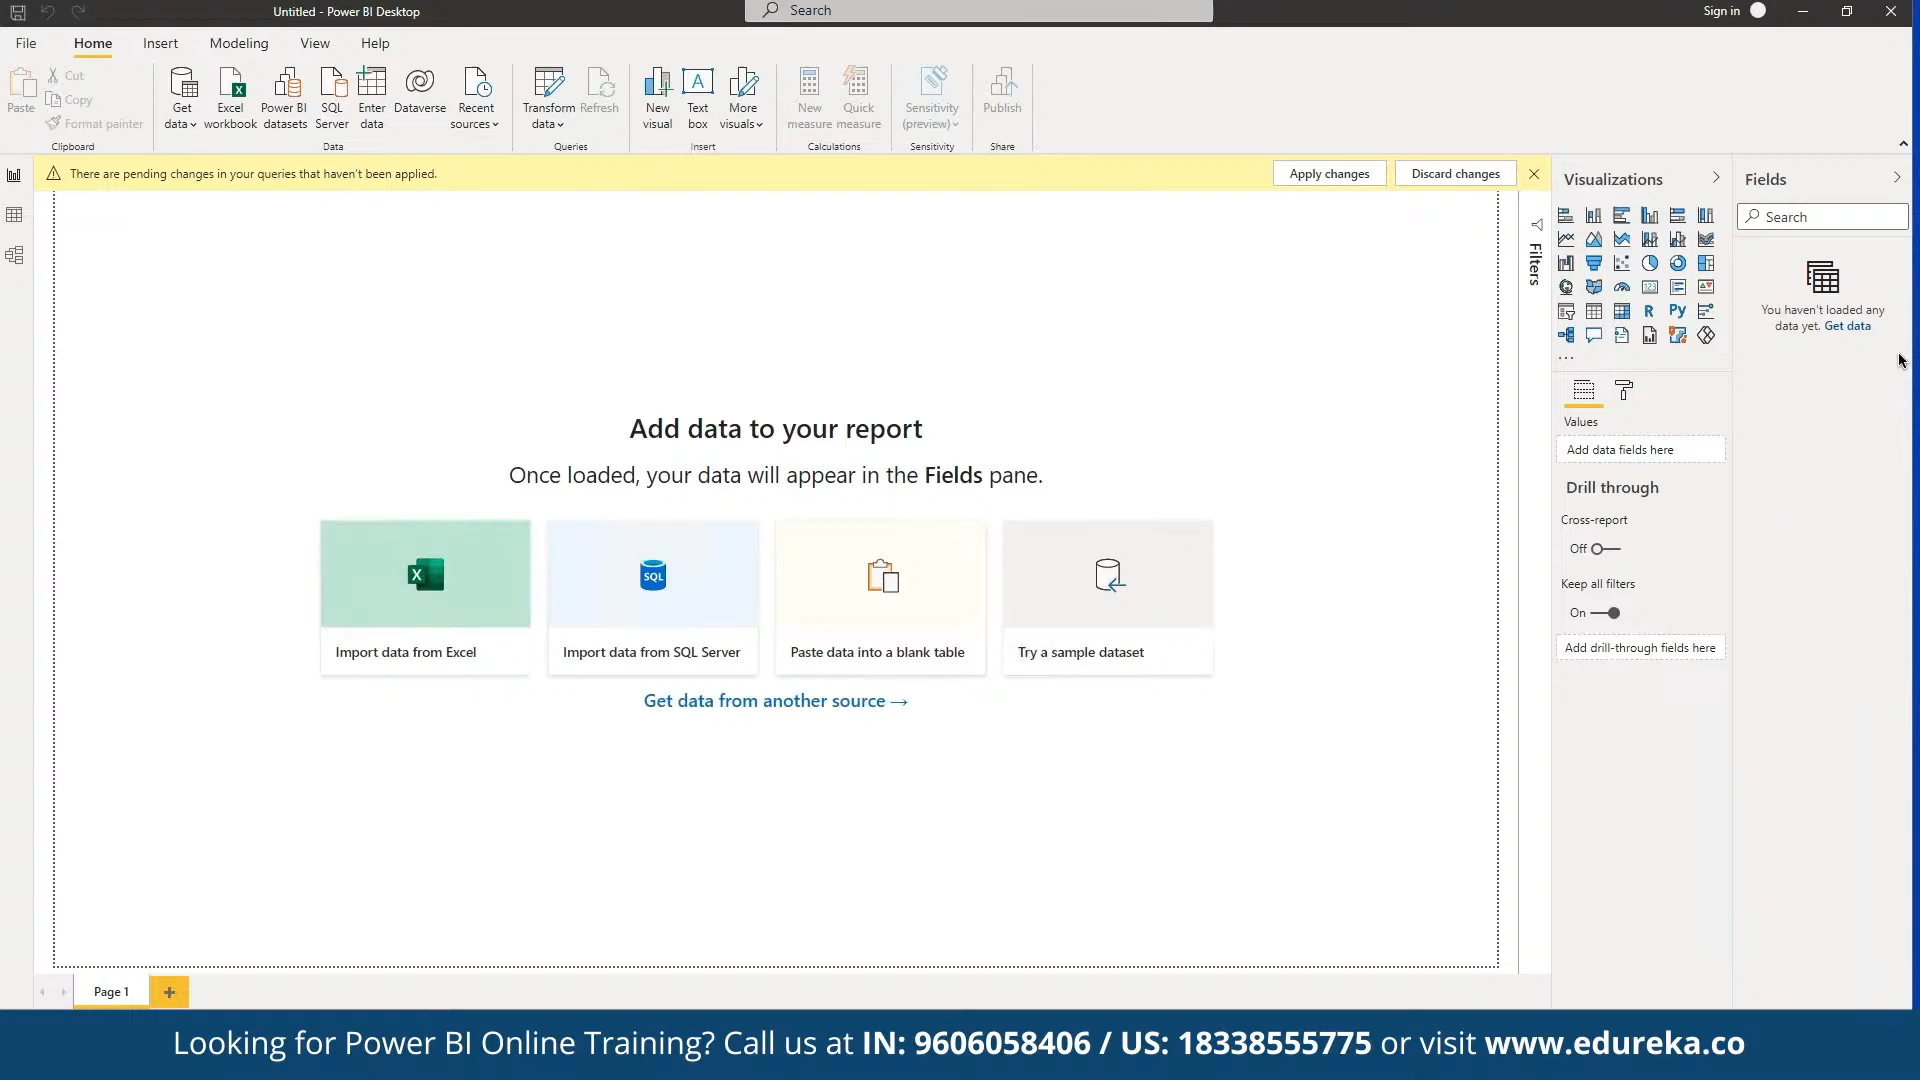 Untitled - Power BI Desktop
Search
Sign in
File
Home
Insert
Modeling
View
Help
Paste
Cut
Copy
Format painter
Clipboard
Get data
Excel workbook
Power BI datasets
SQL Server
Enter data
Dataverse
Recent sources
Data
Transform data
Refresh
Queries
New visual
Text box
More visuals
Insert
New measure
Quick measure
Calculations
Sensitivity (preview)
Sensitivity
Publish
Share
There are pending changes in your queries that haven't been applied.
Apply changes
Discard changes
Filters
Visualizations
R
Py
123
Values
Add data fields here
Drill through
Cross-report
Off
Keep all filters
On
Add drill-through fields here
Fields
Search
You haven't loaded any
data yet. Get data
Add data to your report
Once loaded, your data will appear in the Fields pane.
X
SQL
Import data from Excel
Import data from SQL Server
Paste data into a blank table
Try a sample dataset
Get data from another source →
Page 1
Looking for Power BI Online Training? Call us at IN: 9606058406 / US: 18338555775 or visit www.edureka.co